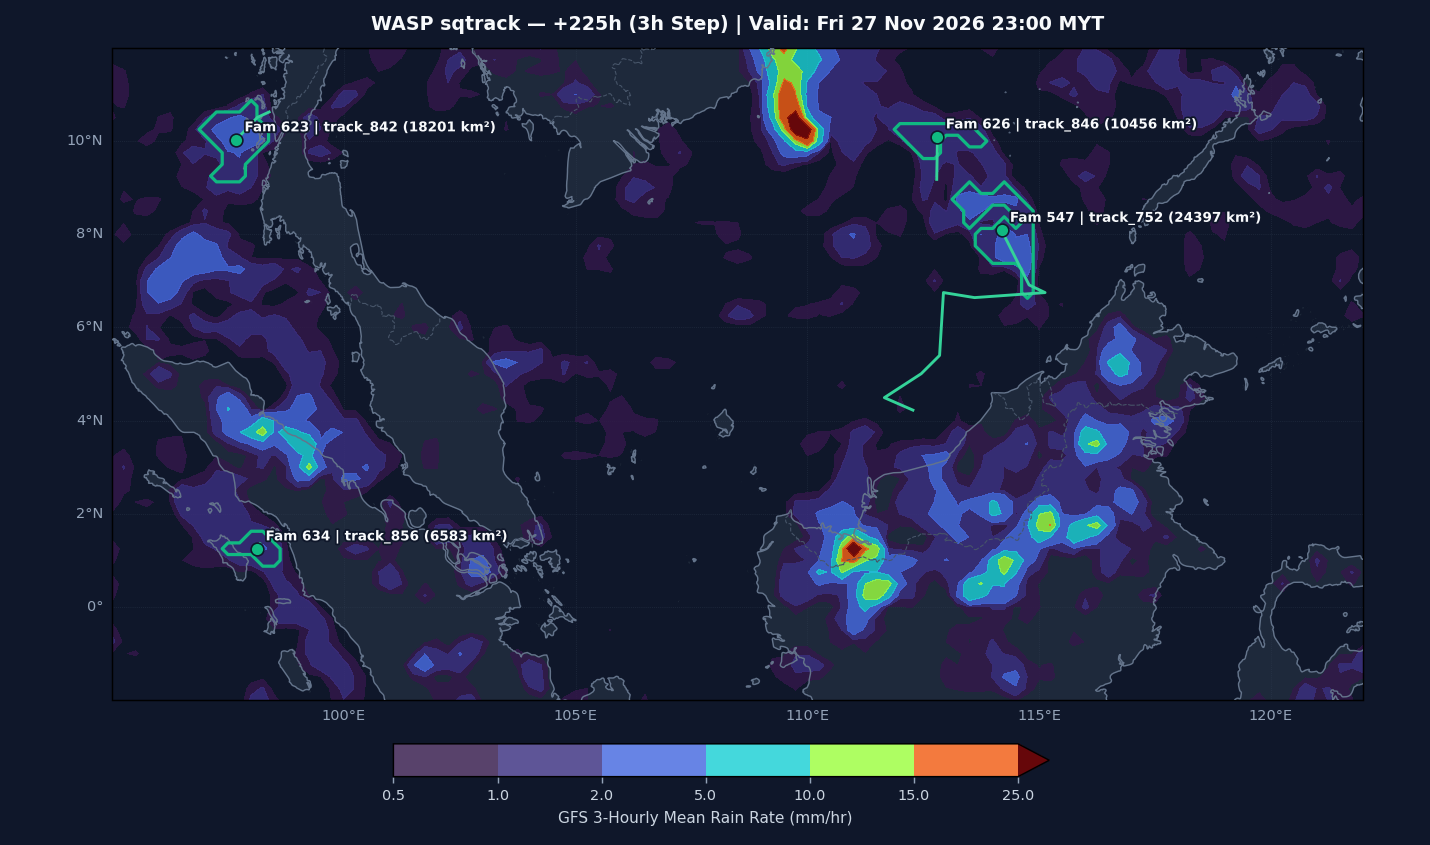 WASP sqtrack — +225h (3h Step) | Valid: Fri 27 Nov 2026 23:00 MYT
Fam 623 | track_842 (18201 km²)
Fam 626 | track_846 (10456 km²)
Fam 547 | track_752 (24397 km²)
Fam 634 | track_856 (6583 km²)
10°N
8°N
6°N
4°N
2°N
0°
100°E 105°E 110°E 115°E 120°E
0.5 1.0 2.0 5.0 10.0 15.0 25.0
GFS 3-Hourly Mean Rain Rate (mm/hr)